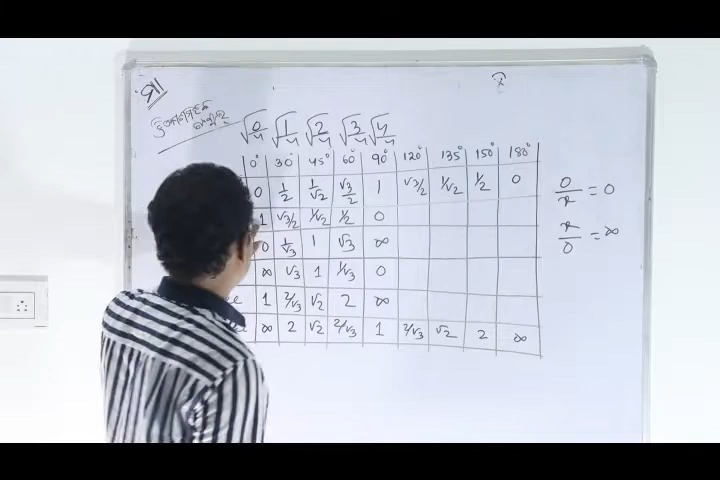 √0/4 √1/4 √2/4 √3/4 √4/4
0° 30° 45° 60° 90° 120° 135° 150° 180°
0 1/2 1/√2 √3/2 1 √3/2 1/√2 1/2 0
1 √3/2 1/√2 1/2 0
0 1/√3 1 √3 ∞
∞ √3 1 1/√3 0
1 2/√3 √2 2 ∞
∞ 2 √2 2/√3 1 2/√3 √2 2 ∞
0/x = 0
x/0 = ∞